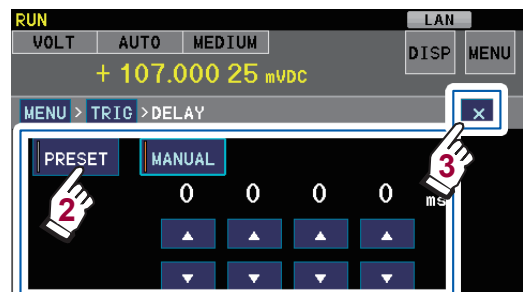 RUN LAN
VOLT AUTO MEDIUM DISP MENU
+ 107.000 25 mVDC
MENU > TRIG > DELAY ×
PRESET MANUAL 3
2 0 0 0 0 ms
▲ ▲ ▲ ▲
▼ ▼ ▼ ▼